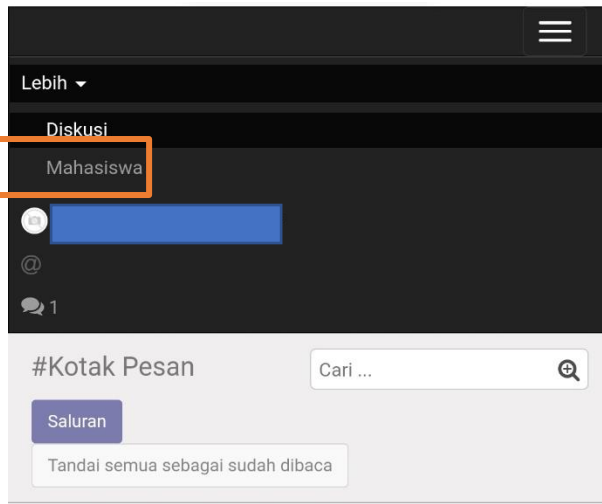 Lebih
Diskusi
Mahasiswa
@
1
#Kotak Pesan
Cari ...
Saluran
Tandai semua sebagai sudah dibaca